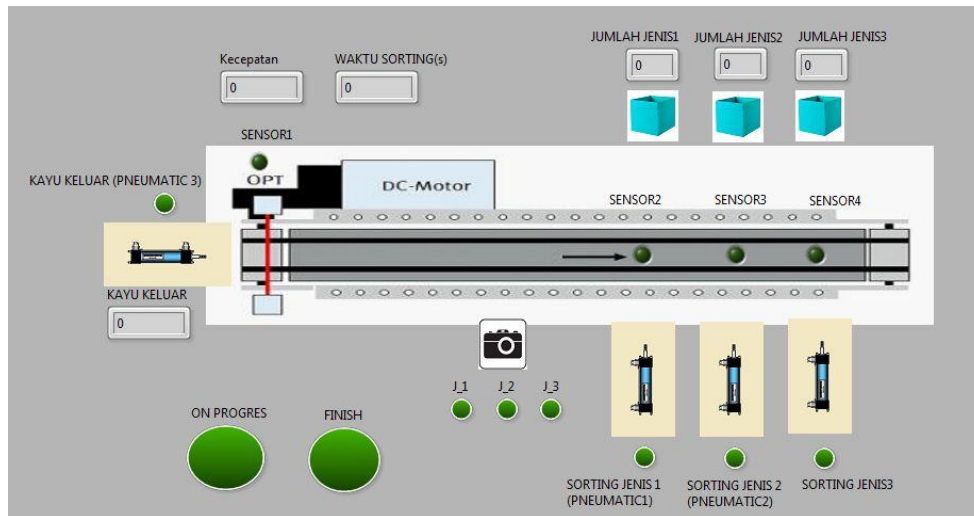 JUMLAH JENIS1
JUMLAH JENIS2
JUMLAH JENIS3
0
0
0
Kecepatan
WAKTU SORTING(s)
0
0
SENSOR1
OPT
DC-Motor
KAYU KELUAR (PNEUMATIC 3)
SENSOR2
SENSOR3
SENSOR4
KAYU KELUAR
0
J_1
J_2
J_3
ON PROGRES
FINISH
SORTING JENIS 1
(PNEUMATIC1)
SORTING JENIS 2
(PNEUMATIC2)
SORTING JENIS3